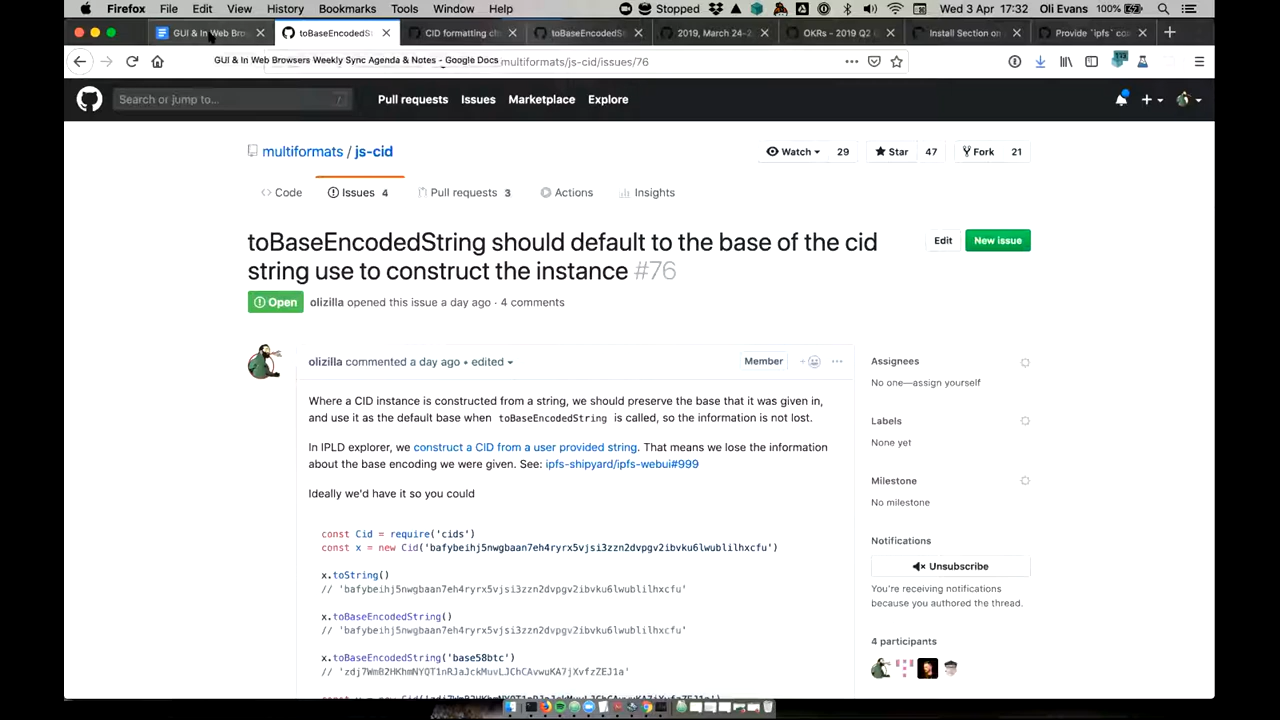 Firefox File Edit View History Bookmarks Tools Window Help Stopped Wed 3 Apr 17:32 Oli Evans 100%
GUI & In Web Bro toBaseEncodedSt CID formatting ch toBaseEncodedS 2019, March 24-2 OKRs - 2019 Q2 Install Section on Provide `ipfs` co
GUI & In Web Browsers Weekly Sync Agenda & Notes - Google Docs multiformats/js-cid/issues/76
Search or jump to... / Pull requests Issues Marketplace Explore
multiformats / js-cid Watch 29 Star 47 Fork 21
Code Issues 4 Pull requests 3 Actions Insights
toBaseEncodedString should default to the base of the cid
string use to construct the instance #76
Edit New issue
Open olizilla opened this issue a day ago · 4 comments
olizilla commented a day ago • edited Member
Where a CID instance is constructed from a string, we should preserve the base that it was given in,
and use it as the default base when toBaseEncodedString is called, so the information is not lost.
In IPLD explorer, we construct a CID from a user provided string. That means we lose the information
about the base encoding we were given. See: ipfs-shipyard/ipfs-webui#999
Ideally we'd have it so you could
const Cid = require('cids')
const x = new Cid('bafybeihj5nwgbaan7eh4ryrx5vjsi3zzn2dvpgv2ibvku6lwublilhxcfu')
x.toString()
// 'bafybeihj5nwgbaan7eh4ryrx5vjsi3zzn2dvpgv2ibvku6lwublilhxcfu'
x.toBaseEncodedString()
// 'bafybeihj5nwgbaan7eh4ryrx5vjsi3zzn2dvpgv2ibvku6lwublilhxcfu'
x.toBaseEncodedString('base58btc')
// 'zdj7WmB2HKhmNYQT1nRJaJckMuvLJChCAvwuKA7jXvfzZEJ1a'
Assignees
No one—assign yourself
Labels
None yet
Milestone
No milestone
Notifications
Unsubscribe
You're receiving notifications
because you authored the thread.
4 participants